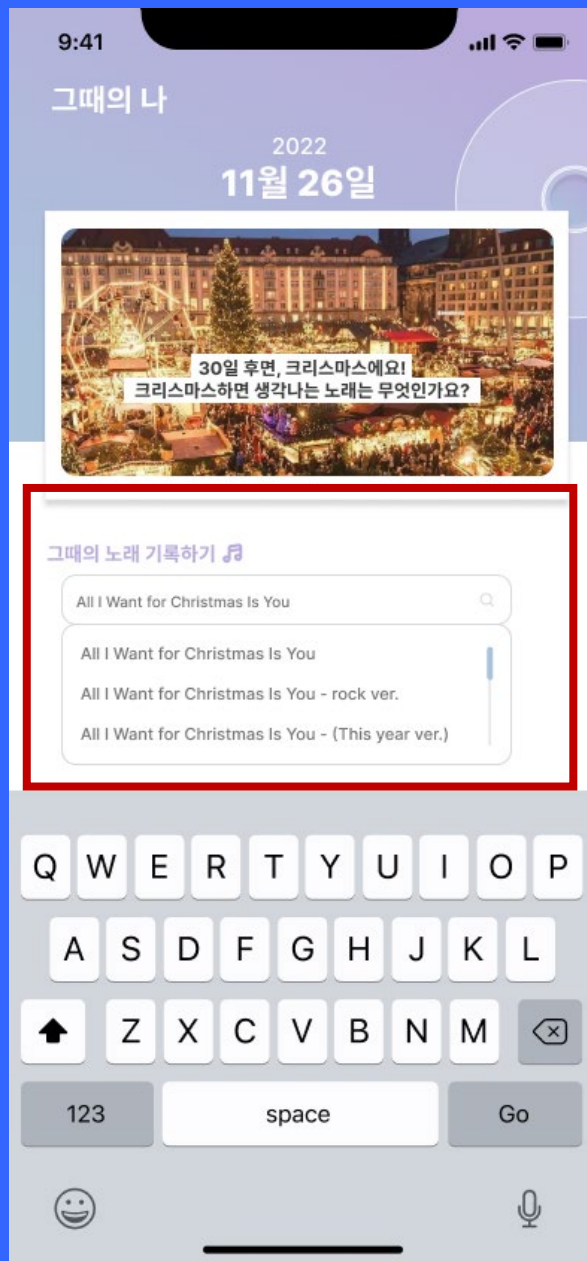 9:41
그때의 나
2022
11월 26일
30일 후면, 크리스마스에요!
크리스마스하면 생각나는 노래는 무엇인가요?
그때의 노래 기록하기
All I Want for Christmas Is You
All I Want for Christmas Is You
All I Want for Christmas Is You - rock ver.
All I Want for Christmas Is You - (This year ver.)
Q W E R T Y U I O P
A S D F G H J K L
Z X C V B N M
123 space Go